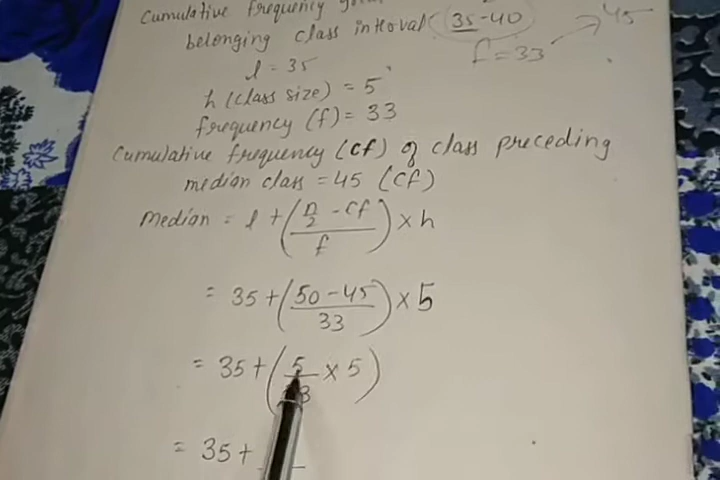 Cumulative frequency
belonging class interval 35-40 45
l = 35 f = 33
h (class size) = 5
frequency (f) = 33
Cumulative frequency (cf) of class preceding
median class = 45 (cf)
Median = l + (n/2 - cf / f) × h
= 35 + (50 - 45 / 33) × 5
= 35 + (5 / 33 × 5)
= 35 +